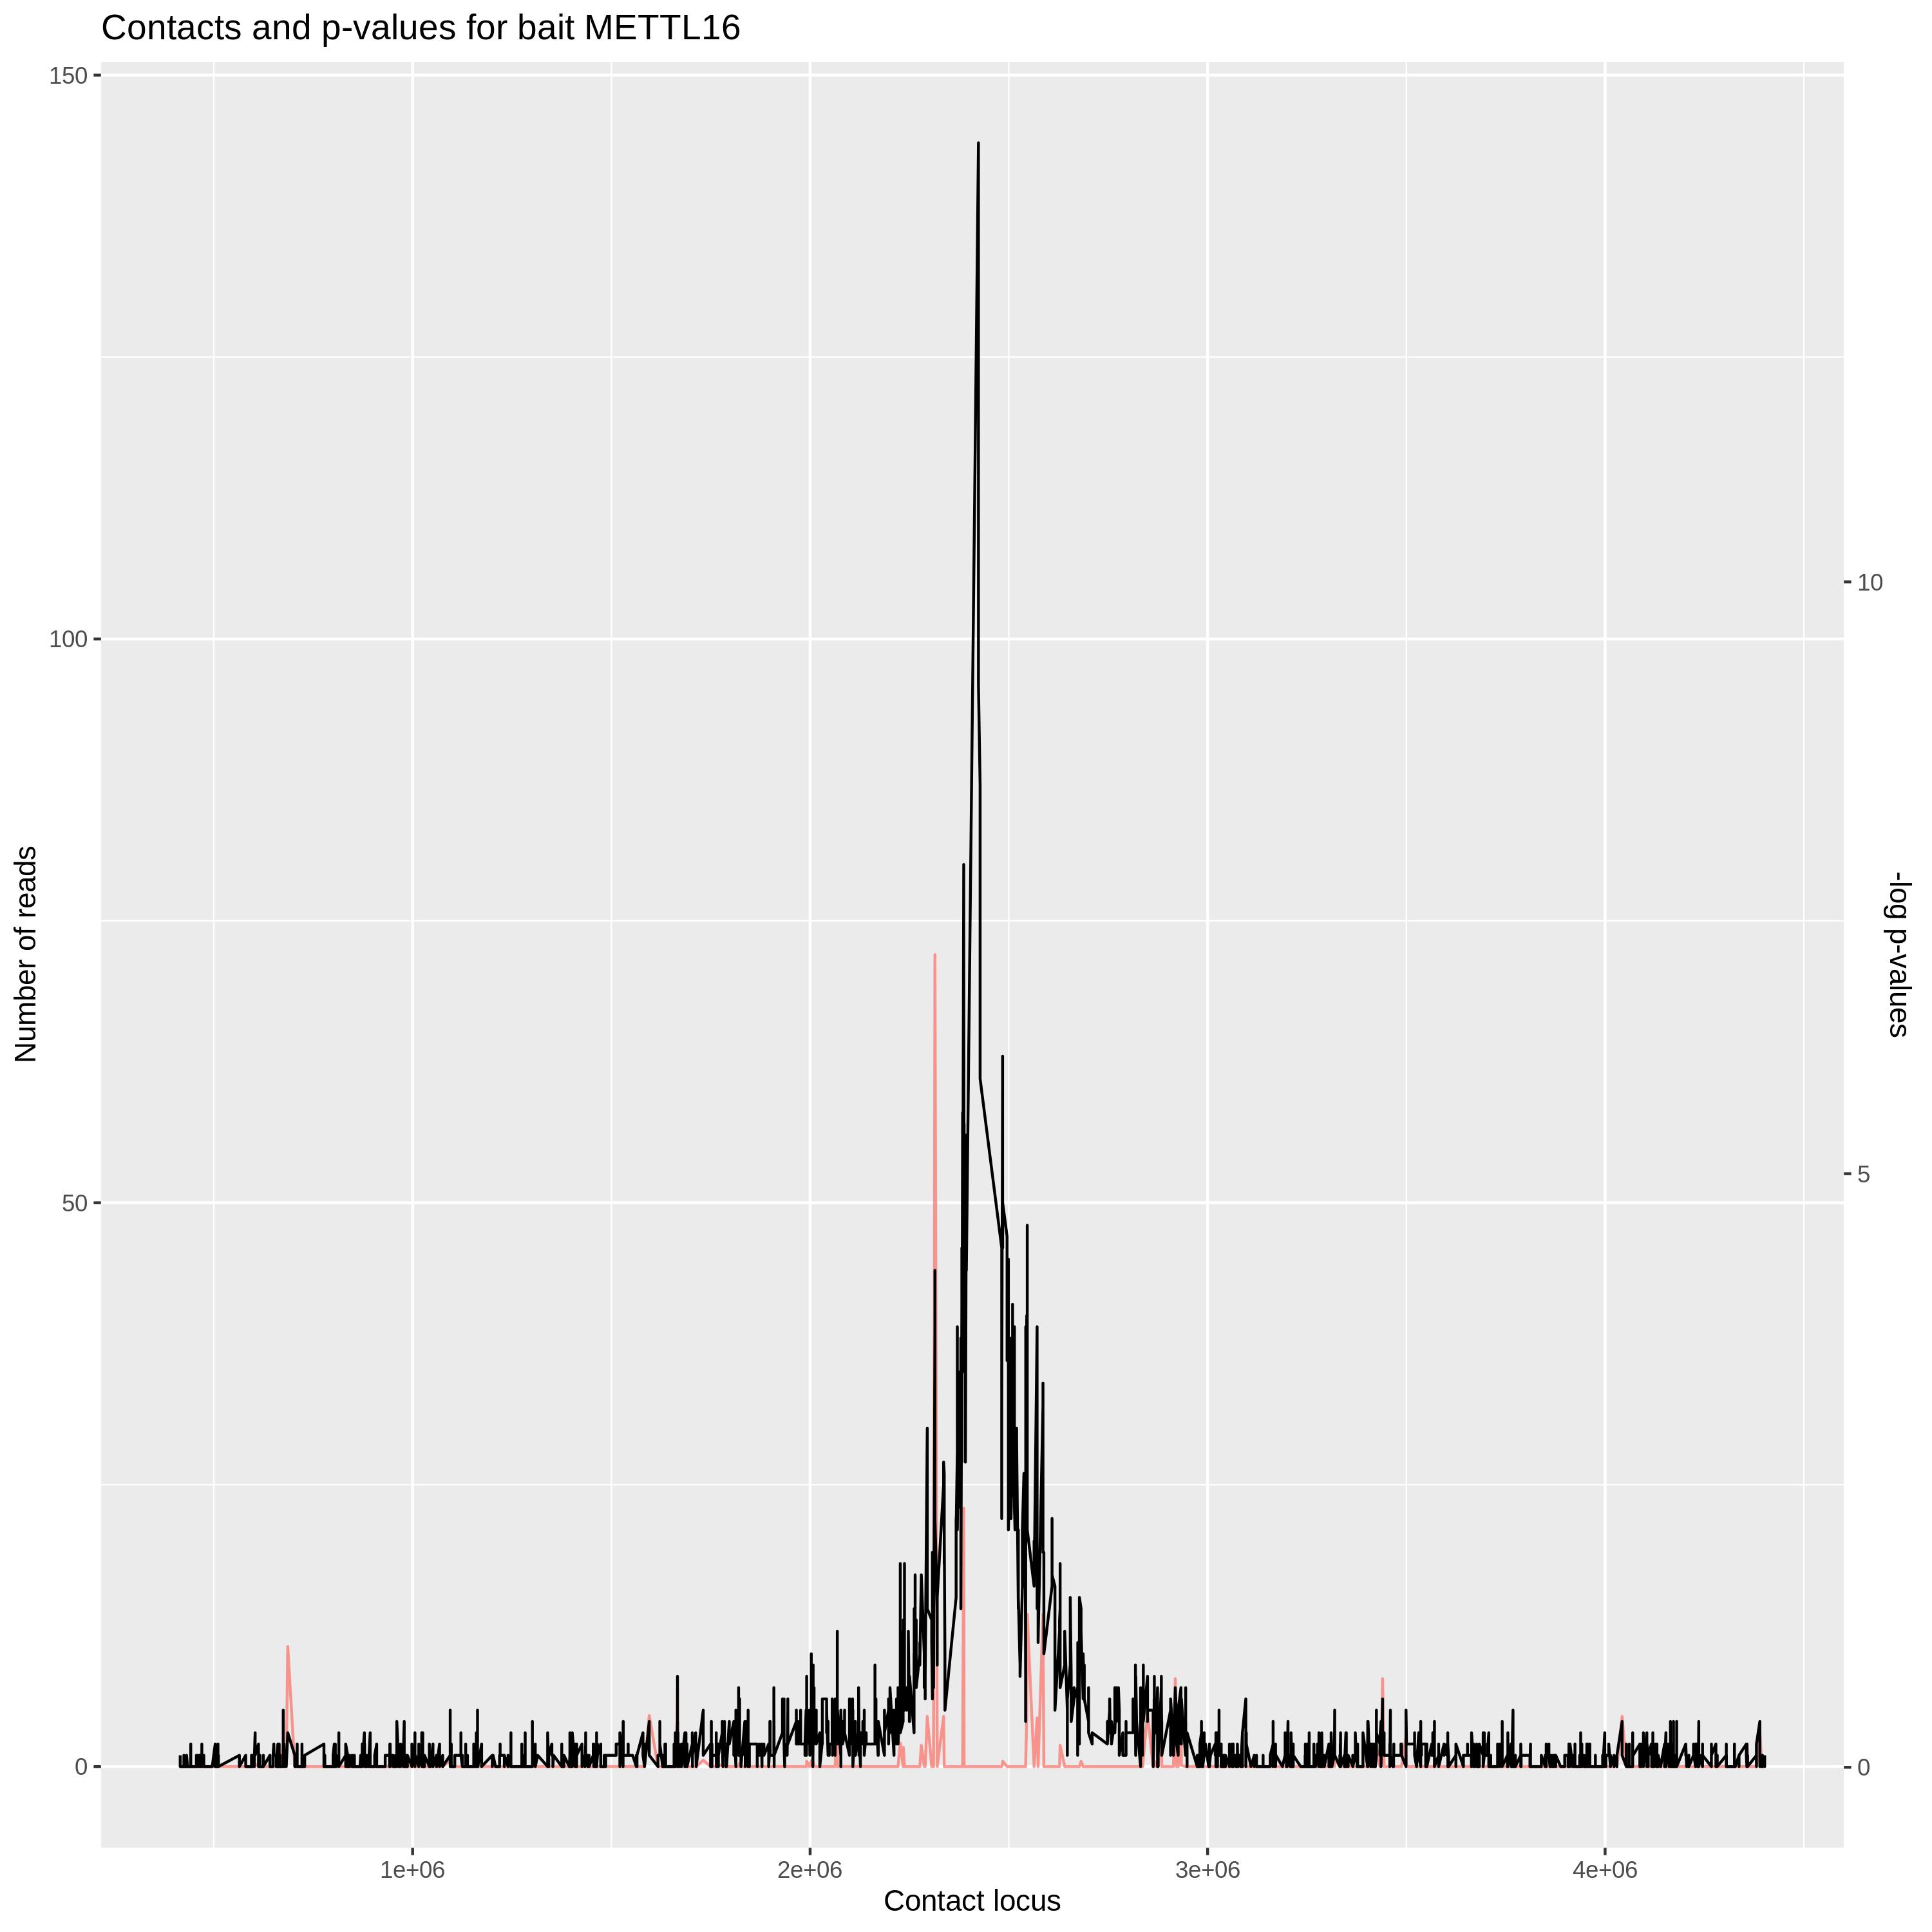 Contacts and p-values for bait METTL16
150
100
50
0
Number of reads
10
5
0
-log p-values
1e+06
2e+06
3e+06
4e+06
Contact locus